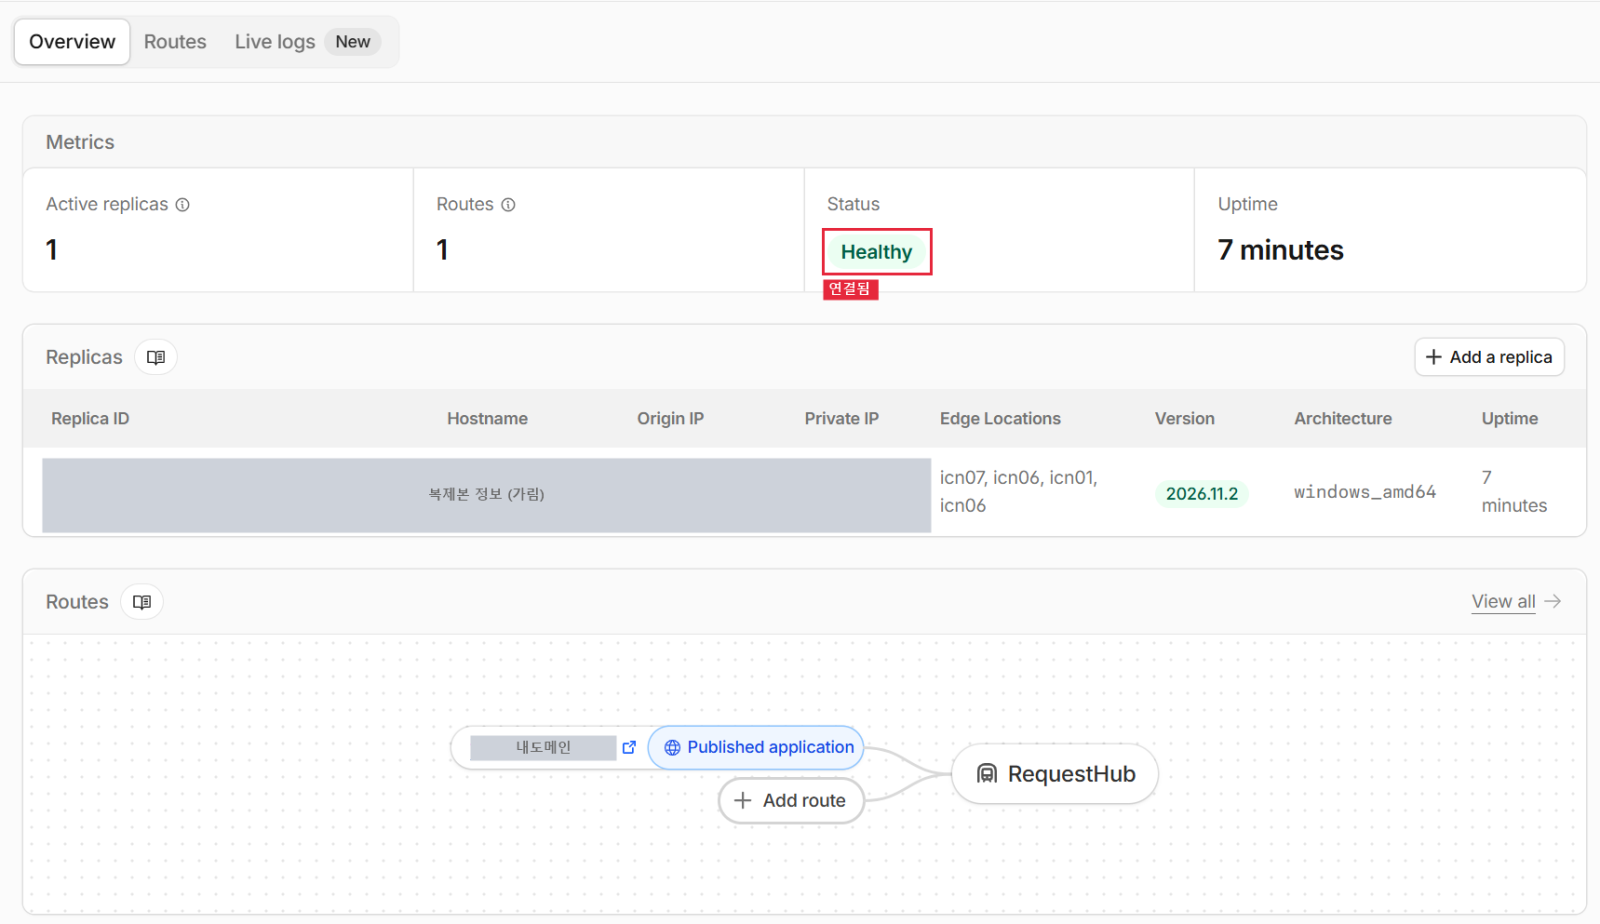 Overview
Routes
Live logs
New
Metrics
Active replicas
1
Routes
1
Status
Healthy
연결됨
Uptime
7 minutes
Replicas
Add a replica
Replica ID
Hostname
Origin IP
Private IP
Edge Locations
Version
Architecture
Uptime
복제본 정보 (가림)
icn07, icn06, icn01,
icn06
2026.11.2
windows_amd64
7
minutes
Routes
View all
내도메인
Published application
Add route
RequestHub